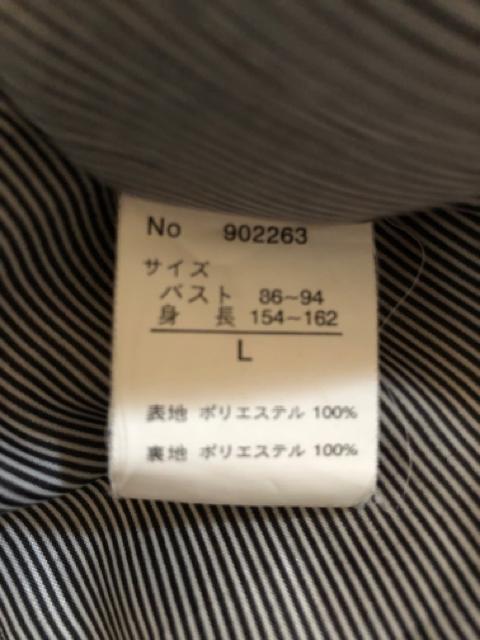 No 902263
サイズ
バスト 86~94
身長 154~162
L
表地 ポリエステル 100%
裏地 ポリエステル 100%